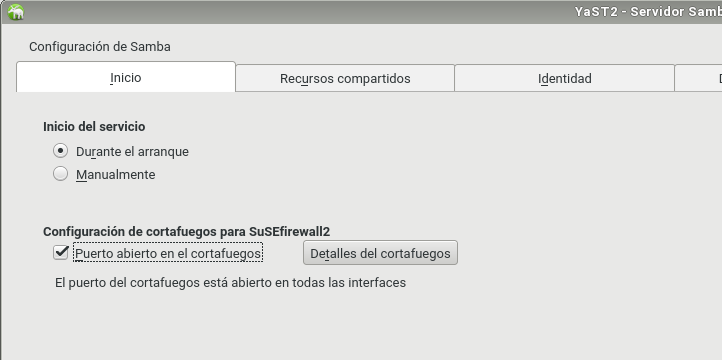 YaST2 - Servidor Samb
Configuración de Samba
Inicio
Recursos compartidos
Identidad
Inicio del servicio
Durante el arranque
Manualmente
Configuración de cortafuegos para SuSEfirewall2
Puerto abierto en el cortafuegos
Detalles del cortafuegos
El puerto del cortafuegos está abierto en todas las interfaces